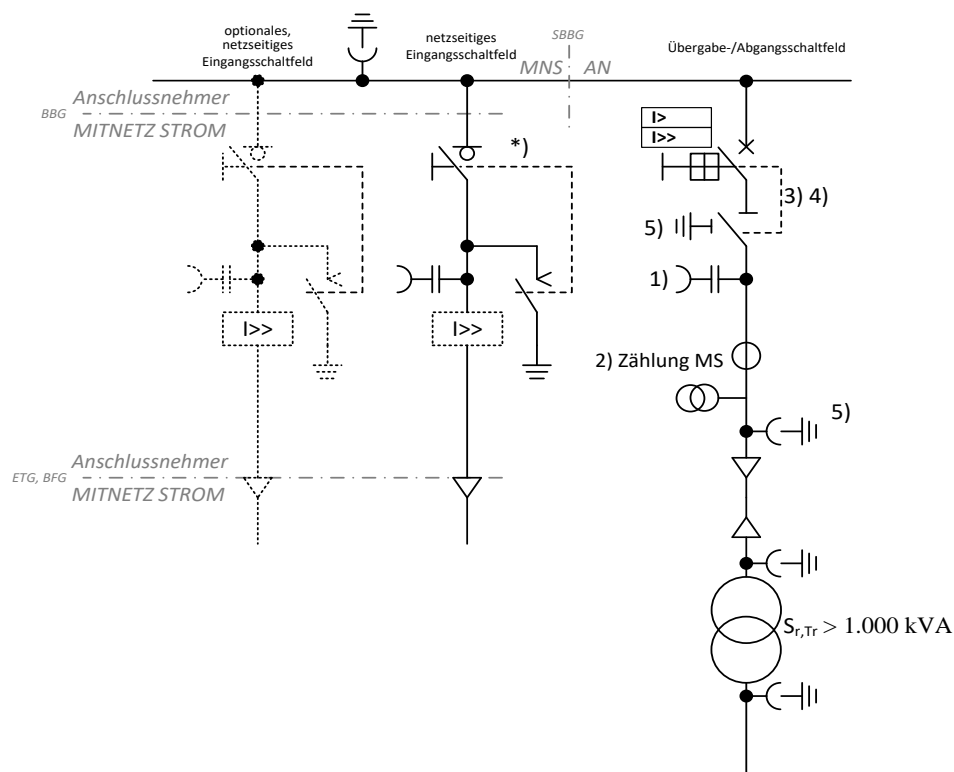 optionales,
netzseitiges
Eingangsschaltfeld
netzseitiges
Eingangsschaltfeld
SBBG
MNS AN
Übergabe-/Abgangsschaltfeld
Anschlussnehmer
BBG
MITNETZ STROM
I>
I>>
*)
3) 4)
5)
1)
I>>
I>>
2) Zählung MS
5)
Anschlussnehmer
ETG, BFG
MITNETZ STROM
Sr,Tr > 1.000 kVA